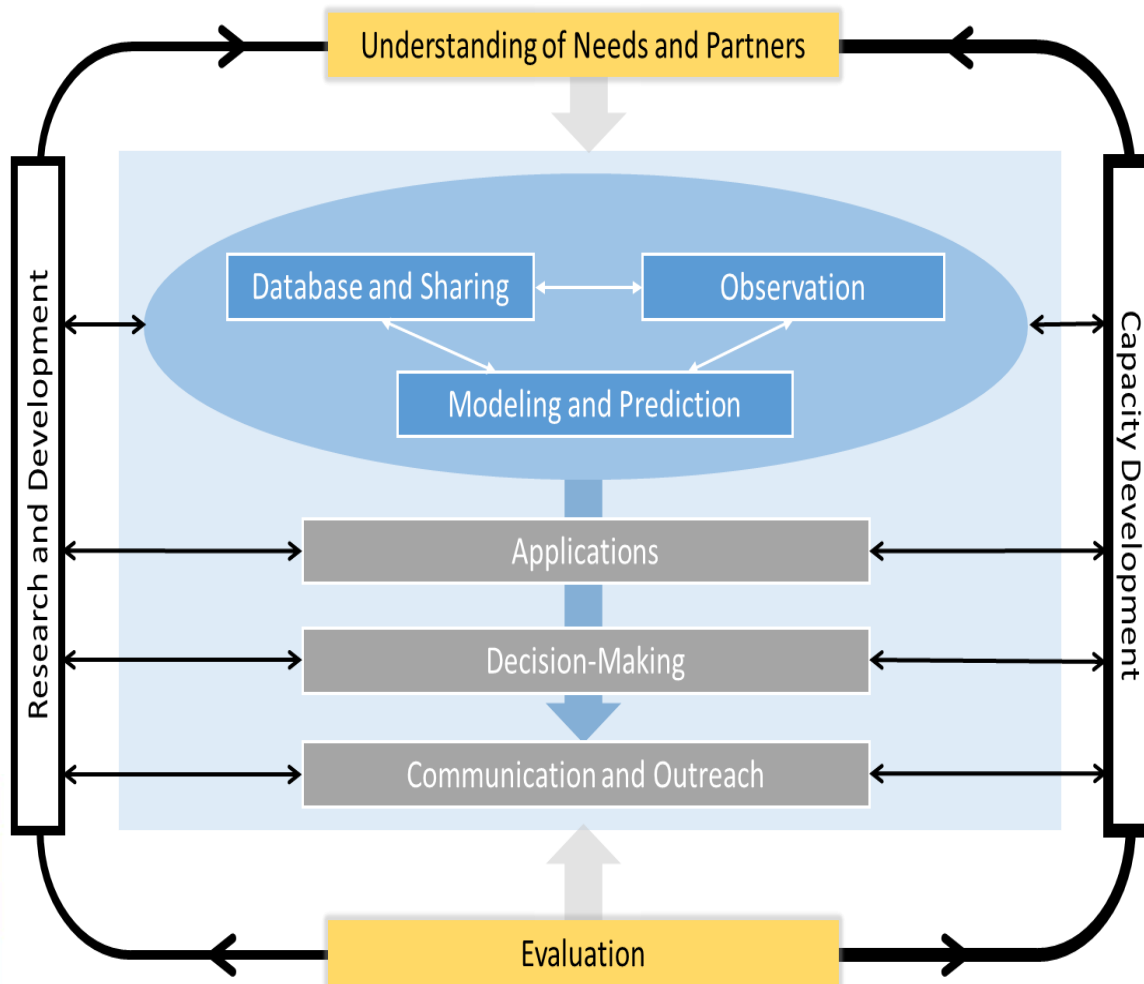 Understanding of Needs and Partners
Research and Development
Database and Sharing
Observation
Modeling and Prediction
Capacity Development
Applications
Decision-Making
Communication and Outreach
Evaluation